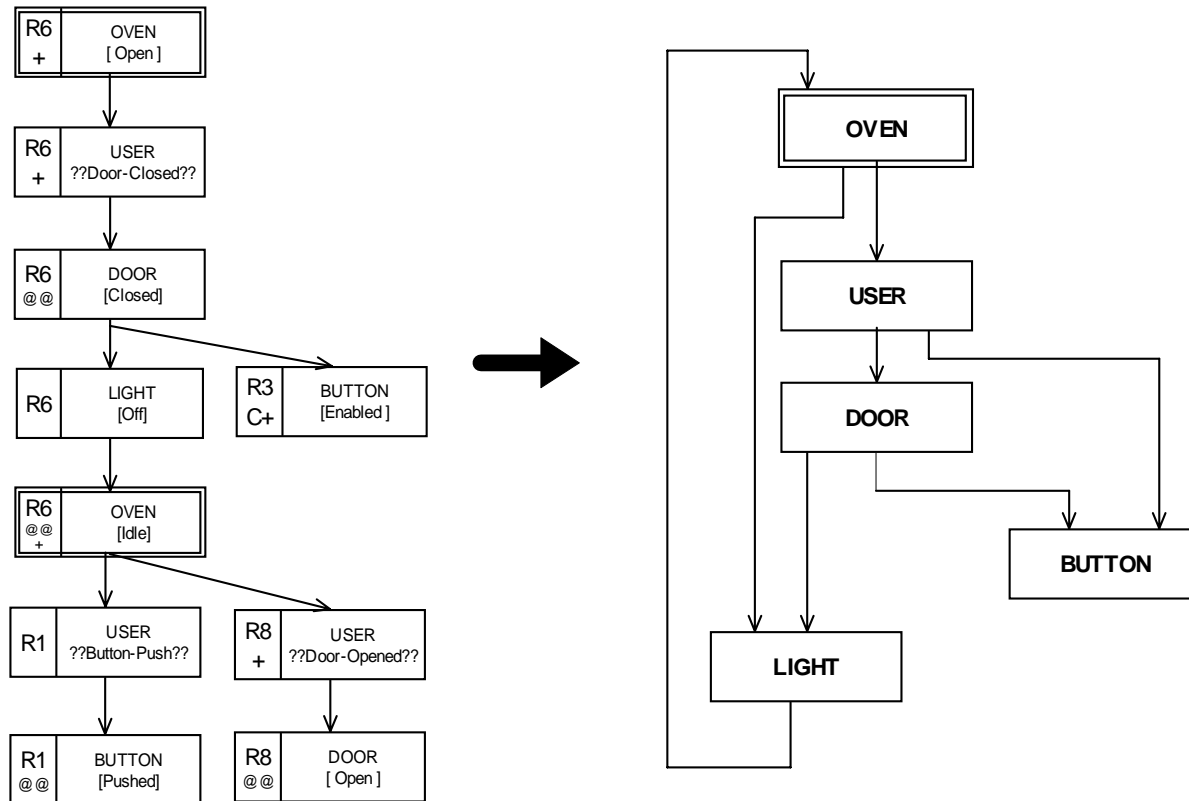 R6
+
OVEN
[ Open ]
R6
+
USER
??Door-Closed??
R6
@@
DOOR
[Closed]
R6
LIGHT
[Off]
R3
C+
BUTTON
[Enabled ]
R6
@@
+
OVEN
[Idle]
R1
USER
??Button-Push??
R8
+
USER
??Door-Opened??
R1
@@
BUTTON
[Pushed]
R8
@@
DOOR
[ Open ]
OVEN
USER
DOOR
BUTTON
LIGHT